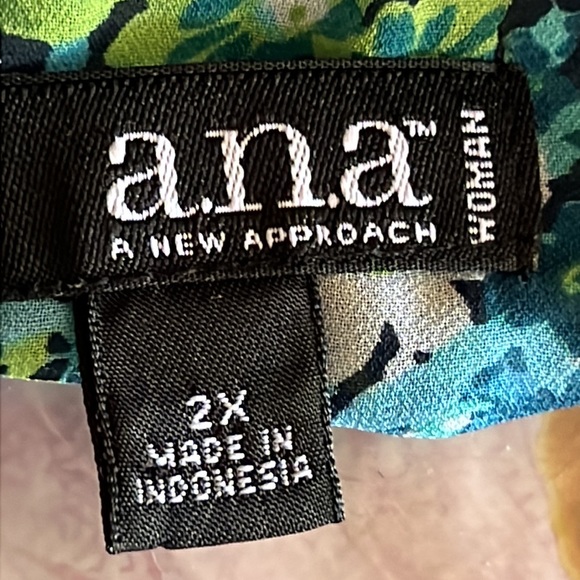 a.n.a™
WOMAN
A NEW APPROACH
2X
MADE IN
INDONESIA